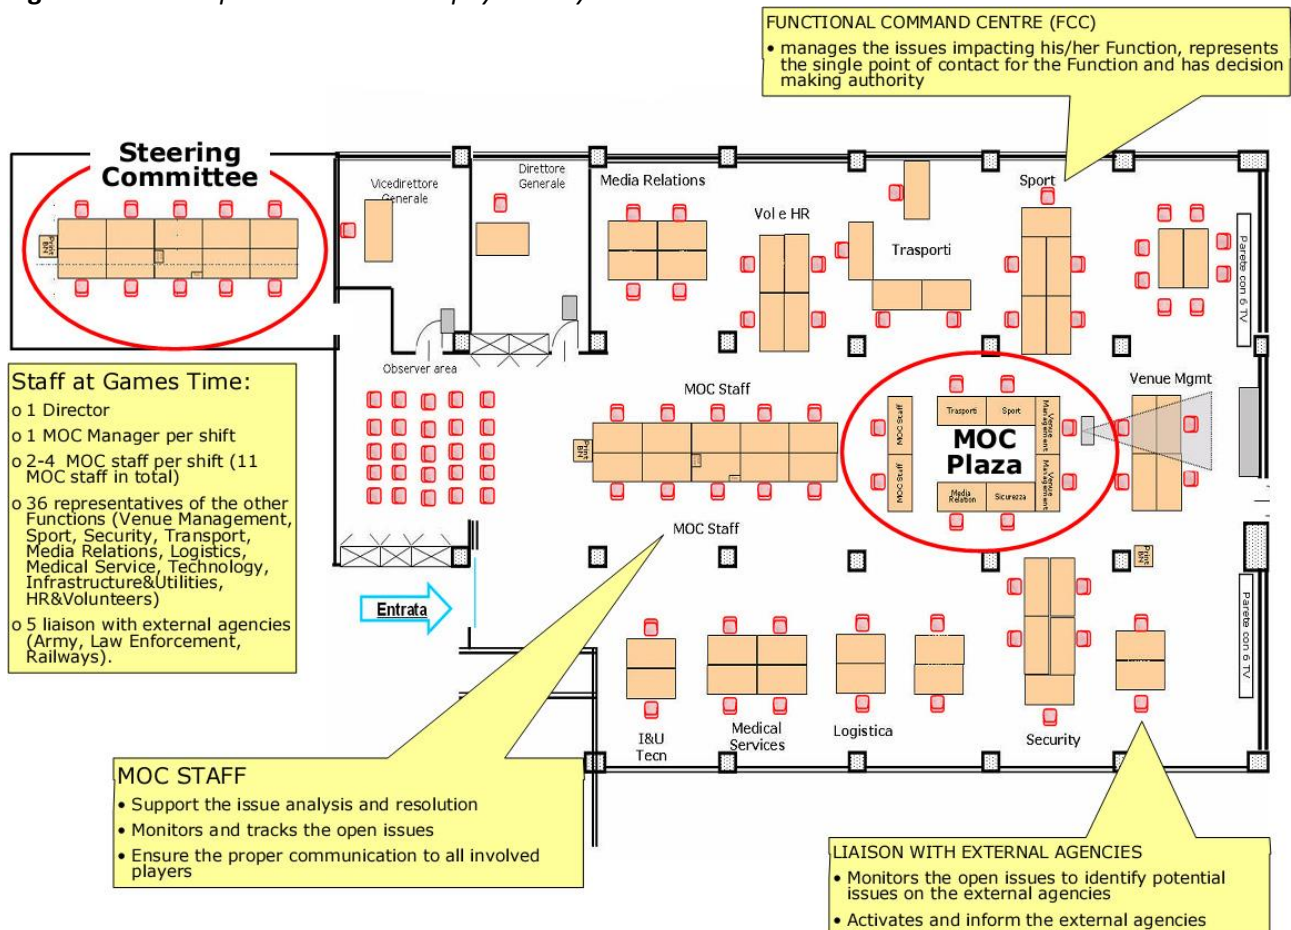 FUNCTIONAL COMMAND CENTRE (FCC)
• manages the issues impacting his/her Function, represents
the single point of contact for the Function and has decision
making authority
Steering
Committee
Vicedirettore
Generale
Direttore
Generale
Media Relations
Vol e HR
Trasporti
Sport
Parete con 6 TV
Print
BN
Observer area
Staff at Games Time:
o 1 Director
o 1 MOC Manager per shift
o 2-4 MOC staff per shift (11
MOC staff in total)
o 36 representatives of the other
Functions (Venue Management,
Sport, Security, Transport,
Media Relations, Logistics,
Medical Service, Technology,
Infrastructure&Utilities,
HR&Volunteers)
o 5 liaison with external agencies
(Army, Law Enforcement,
Railways).
MOC Staff
Print
BN
MOC Staff
MOC Staff
MOC Staff
Trasporti
Sport
Venue
Management
Venue
Management
MOC
Plaza
Media
Relation
Sicurezza
Venue Mgmt
Print
BN
Entrata
Parete con 6 TV
I&U
Tecn
Medical
Services
Logistica
Security
MOC STAFF
• Support the issue analysis and resolution
• Monitors and tracks the open issues
• Ensure the proper communication to all involved
players
LIAISON WITH EXTERNAL AGENCIES
• Monitors the open issues to identify potential
issues on the external agencies
• Activates and inform the external agencies